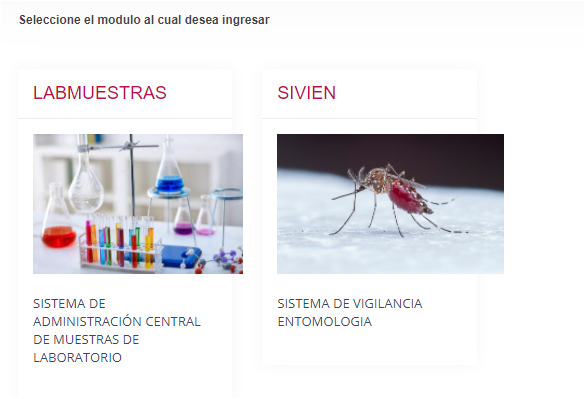 Seleccione el modulo al cual desea ingresar
LABMUESTRAS
SISTEMA DE
ADMINISTRACIÓN CENTRAL
DE MUESTRAS DE
LABORATORIO
SIVIEN
SISTEMA DE VIGILANCIA
ENTOMOLOGIA